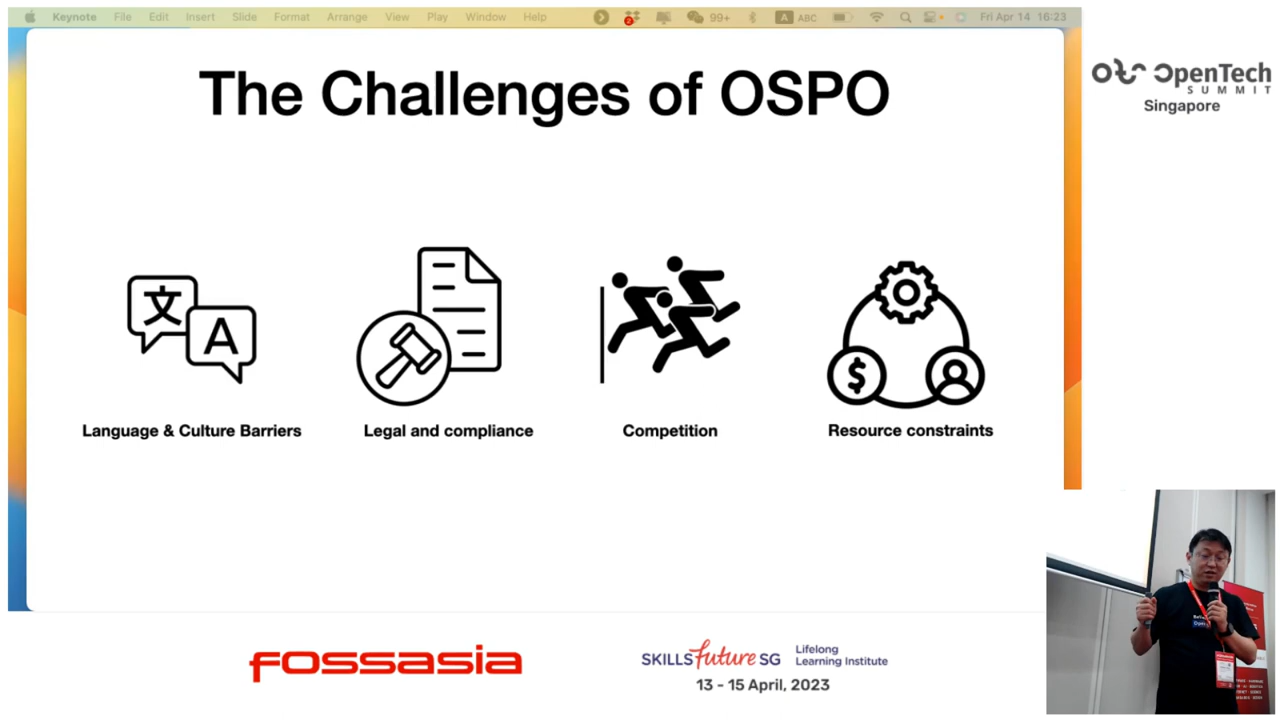 Keynote File Edit Insert Slide Format Arrange View Play Window Help 2 99+ A ABC Fri Apr 14 16:23
The Challenges of OSPO
文
A
$
Language & Culture Barriers
Legal and compliance
Competition
Resource constraints
OpenTech
SUMMIT
Singapore
fossasia
SKILLSfuture SG
Lifelong
Learning Institute
13 - 15 April, 2023